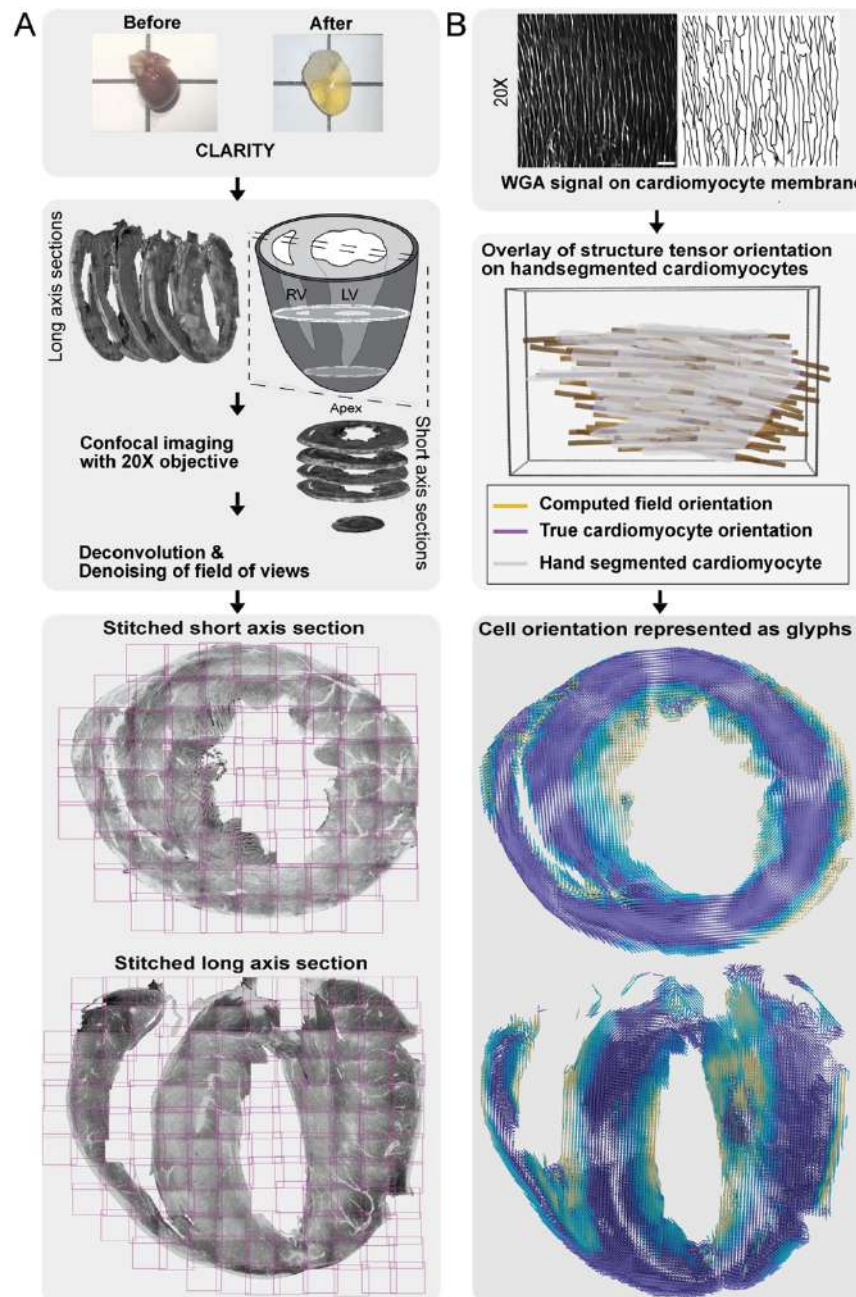 A
Before
After
CLARITY
Long axis sections
RV
LV
Apex
Short axis sections
Confocal imaging
with 20X objective
Deconvolution &
Denoising of field of views
Stitched short axis section
Stitched long axis section
B
20X
WGA signal on cardiomyocyte membrane
Overlay of structure tensor orientation
on handsegmented cardiomyocytes
Computed field orientation
True cardiomyocyte orientation
Hand segmented cardiomyocyte
Cell orientation represented as glyphs